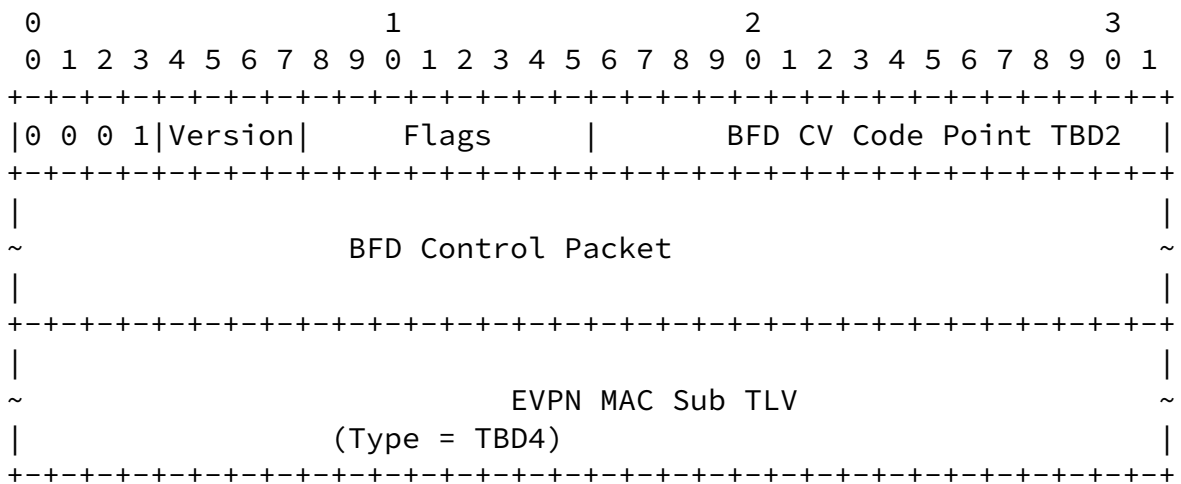 0                   1                   2                   3
 0 1 2 3 4 5 6 7 8 9 0 1 2 3 4 5 6 7 8 9 0 1 2 3 4 5 6 7 8 9 0 1
+-+-+-+-+-+-+-+-+-+-+-+-+-+-+-+-+-+-+-+-+-+-+-+-+-+-+-+-+-+-+-+-+
|0 0 0 1|Version|     Flags     |       BFD CV Code Point TBD2  |
+-+-+-+-+-+-+-+-+-+-+-+-+-+-+-+-+-+-+-+-+-+-+-+-+-+-+-+-+-+-+-+-+
|                                                               |
~                  BFD Control Packet                           ~
|                                                               |
+-+-+-+-+-+-+-+-+-+-+-+-+-+-+-+-+-+-+-+-+-+-+-+-+-+-+-+-+-+-+-+-+
|                                                               |
~                           EVPN MAC Sub TLV                    ~
|                 (Type = TBD4)                                 |
+-+-+-+-+-+-+-+-+-+-+-+-+-+-+-+-+-+-+-+-+-+-+-+-+-+-+-+-+-+-+-+-+